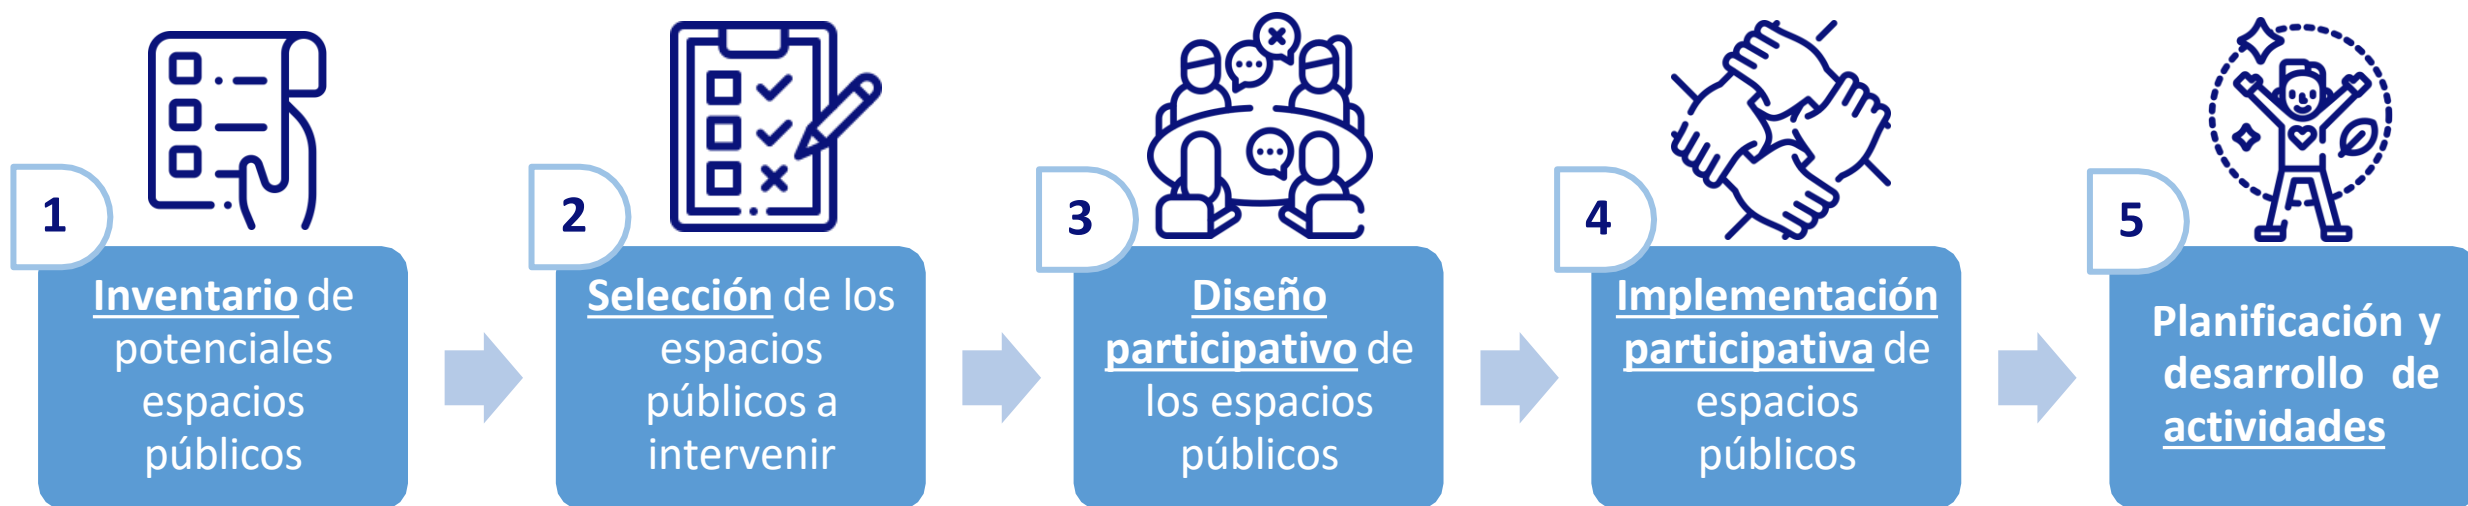 1
Inventario de
potenciales
espacios
públicos
2
Selección de los
espacios
públicos a
intervenir
3
Diseño
participativo de
los espacios
públicos
4
Implementación
participativa de
espacios
públicos
5
Planificación y
desarrollo de
actividades